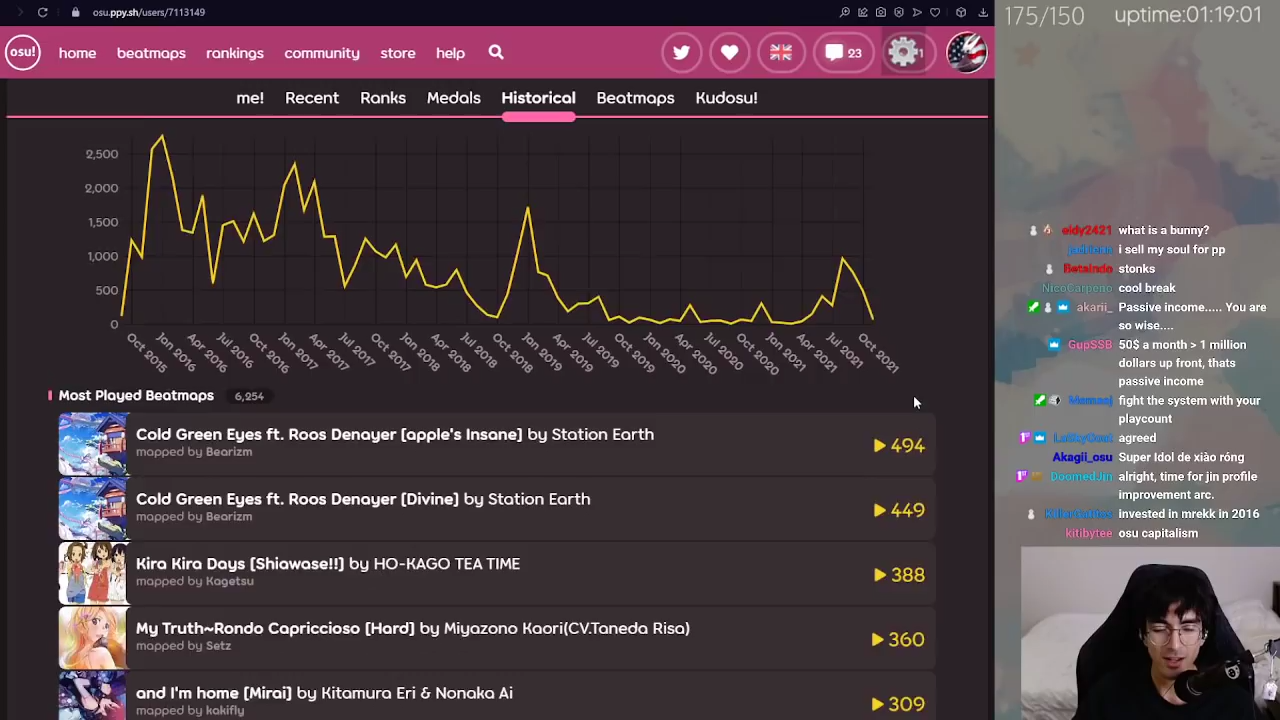 osu.ppy.sh/users/7113149
175/150
uptime:01:19:01
osu!
home
beatmaps
rankings
community
store
help
23
1
me!
Recent
Ranks
Medals
Historical
Beatmaps
Kudosu!
2,500
2,000
1,500
1,000
500
0
Oct 2015
Jan 2016
Apr 2016
Jul 2016
Oct 2016
Jan 2017
Apr 2017
Jul 2017
Oct 2017
Jan 2018
Apr 2018
Jul 2018
Oct 2018
Jan 2019
Apr 2019
Jul 2019
Oct 2019
Jan 2020
Apr 2020
Jul 2020
Oct 2020
Jan 2021
Apr 2021
Jul 2021
Oct 2021
Most Played Beatmaps 6,254
Cold Green Eyes ft. Roos Denayer [apple's Insane] by Station Earth
mapped by Bearizm
494
Cold Green Eyes ft. Roos Denayer [Divine] by Station Earth
mapped by Bearizm
449
Kira Kira Days [Shiawase!!] by HO-KAGO TEA TIME
mapped by Kagetsu
388
My Truth~Rondo Capriccioso [Hard] by Miyazono Kaori(CV.Taneda Risa)
mapped by Setz
360
and I'm home [Mirai] by Kitamura Eri & Nonaka Ai
mapped by kakifly
309
eldy2421 what is a bunny?
i sell my soul for pp
Betaindo stonks
NicoCarpeno cool break
akarii_ Passive income..... You are
so wise....
GupSSB 50$ a month > 1 million
dollars up front, thats
passive income
fight the system with your
playcount
agreed
Akagii_osu Super Idol de xiào róng
DoomedJin alright, time for jin profile
improvement arc.
invested in mrekk in 2016
kitibytee osu capitalism